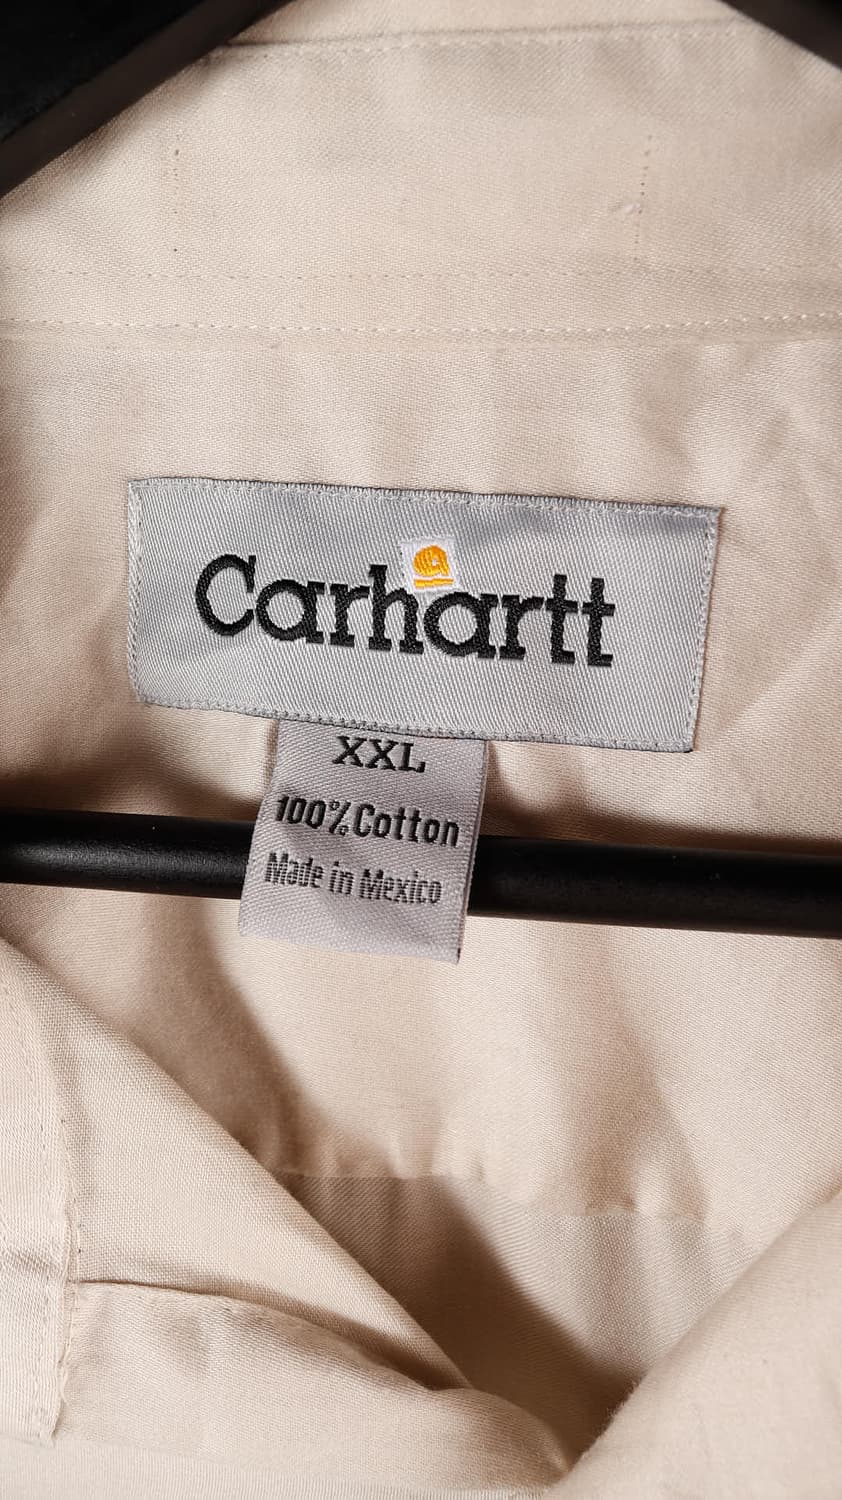 Carhartt
XXL
100% Cotton
Made in Mexico